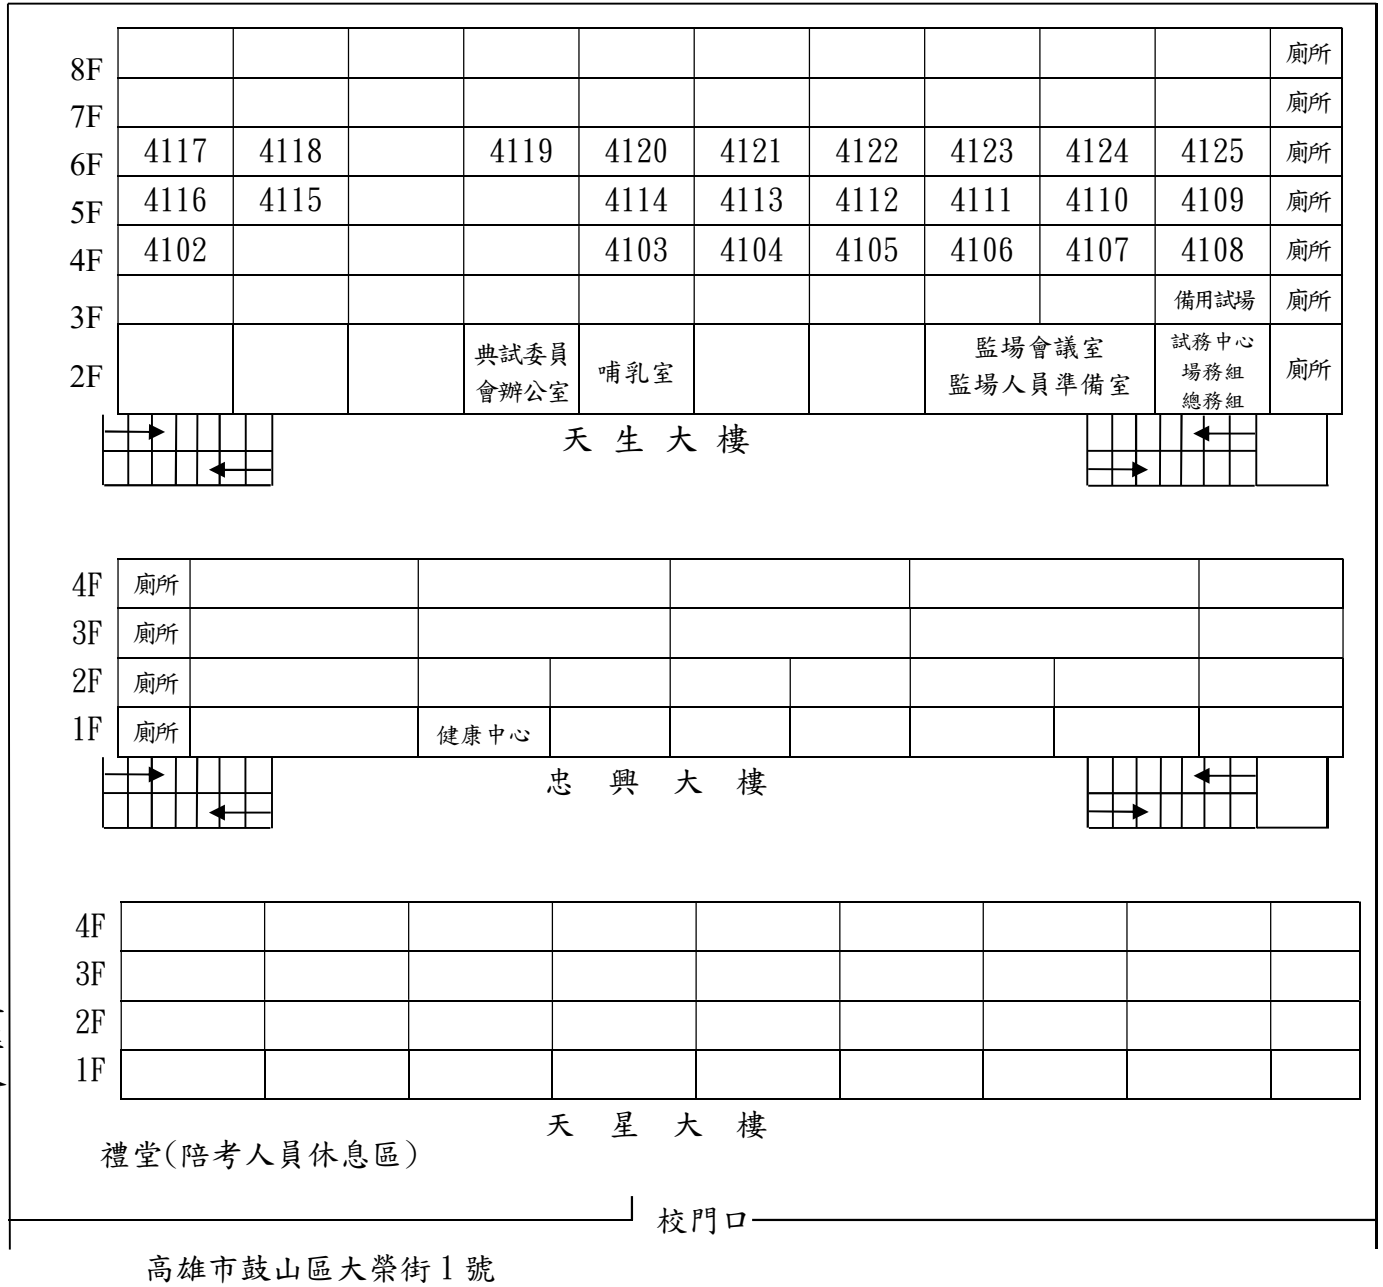 8F 廁所
7F 廁所
6F 4117 4118 4119 4120 4121 4122 4123 4124 4125 廁所
5F 4116 4115 4114 4113 4112 4111 4110 4109 廁所
4F 4102 4103 4104 4105 4106 4107 4108 廁所
3F 備用試場 廁所
2F 典試委員 會辦公室 哺乳室 監場會議室 監場人員準備室 試務中心 場務組 總務組 廁所
天生大樓
4F 廁所
3F 廁所
2F 廁所
1F 廁所 健康中心
忠興大樓
4F
3F
2F
1F
天星大樓
禮堂(陪考人員休息區)
校門口
高雄市鼓山區大榮街1號